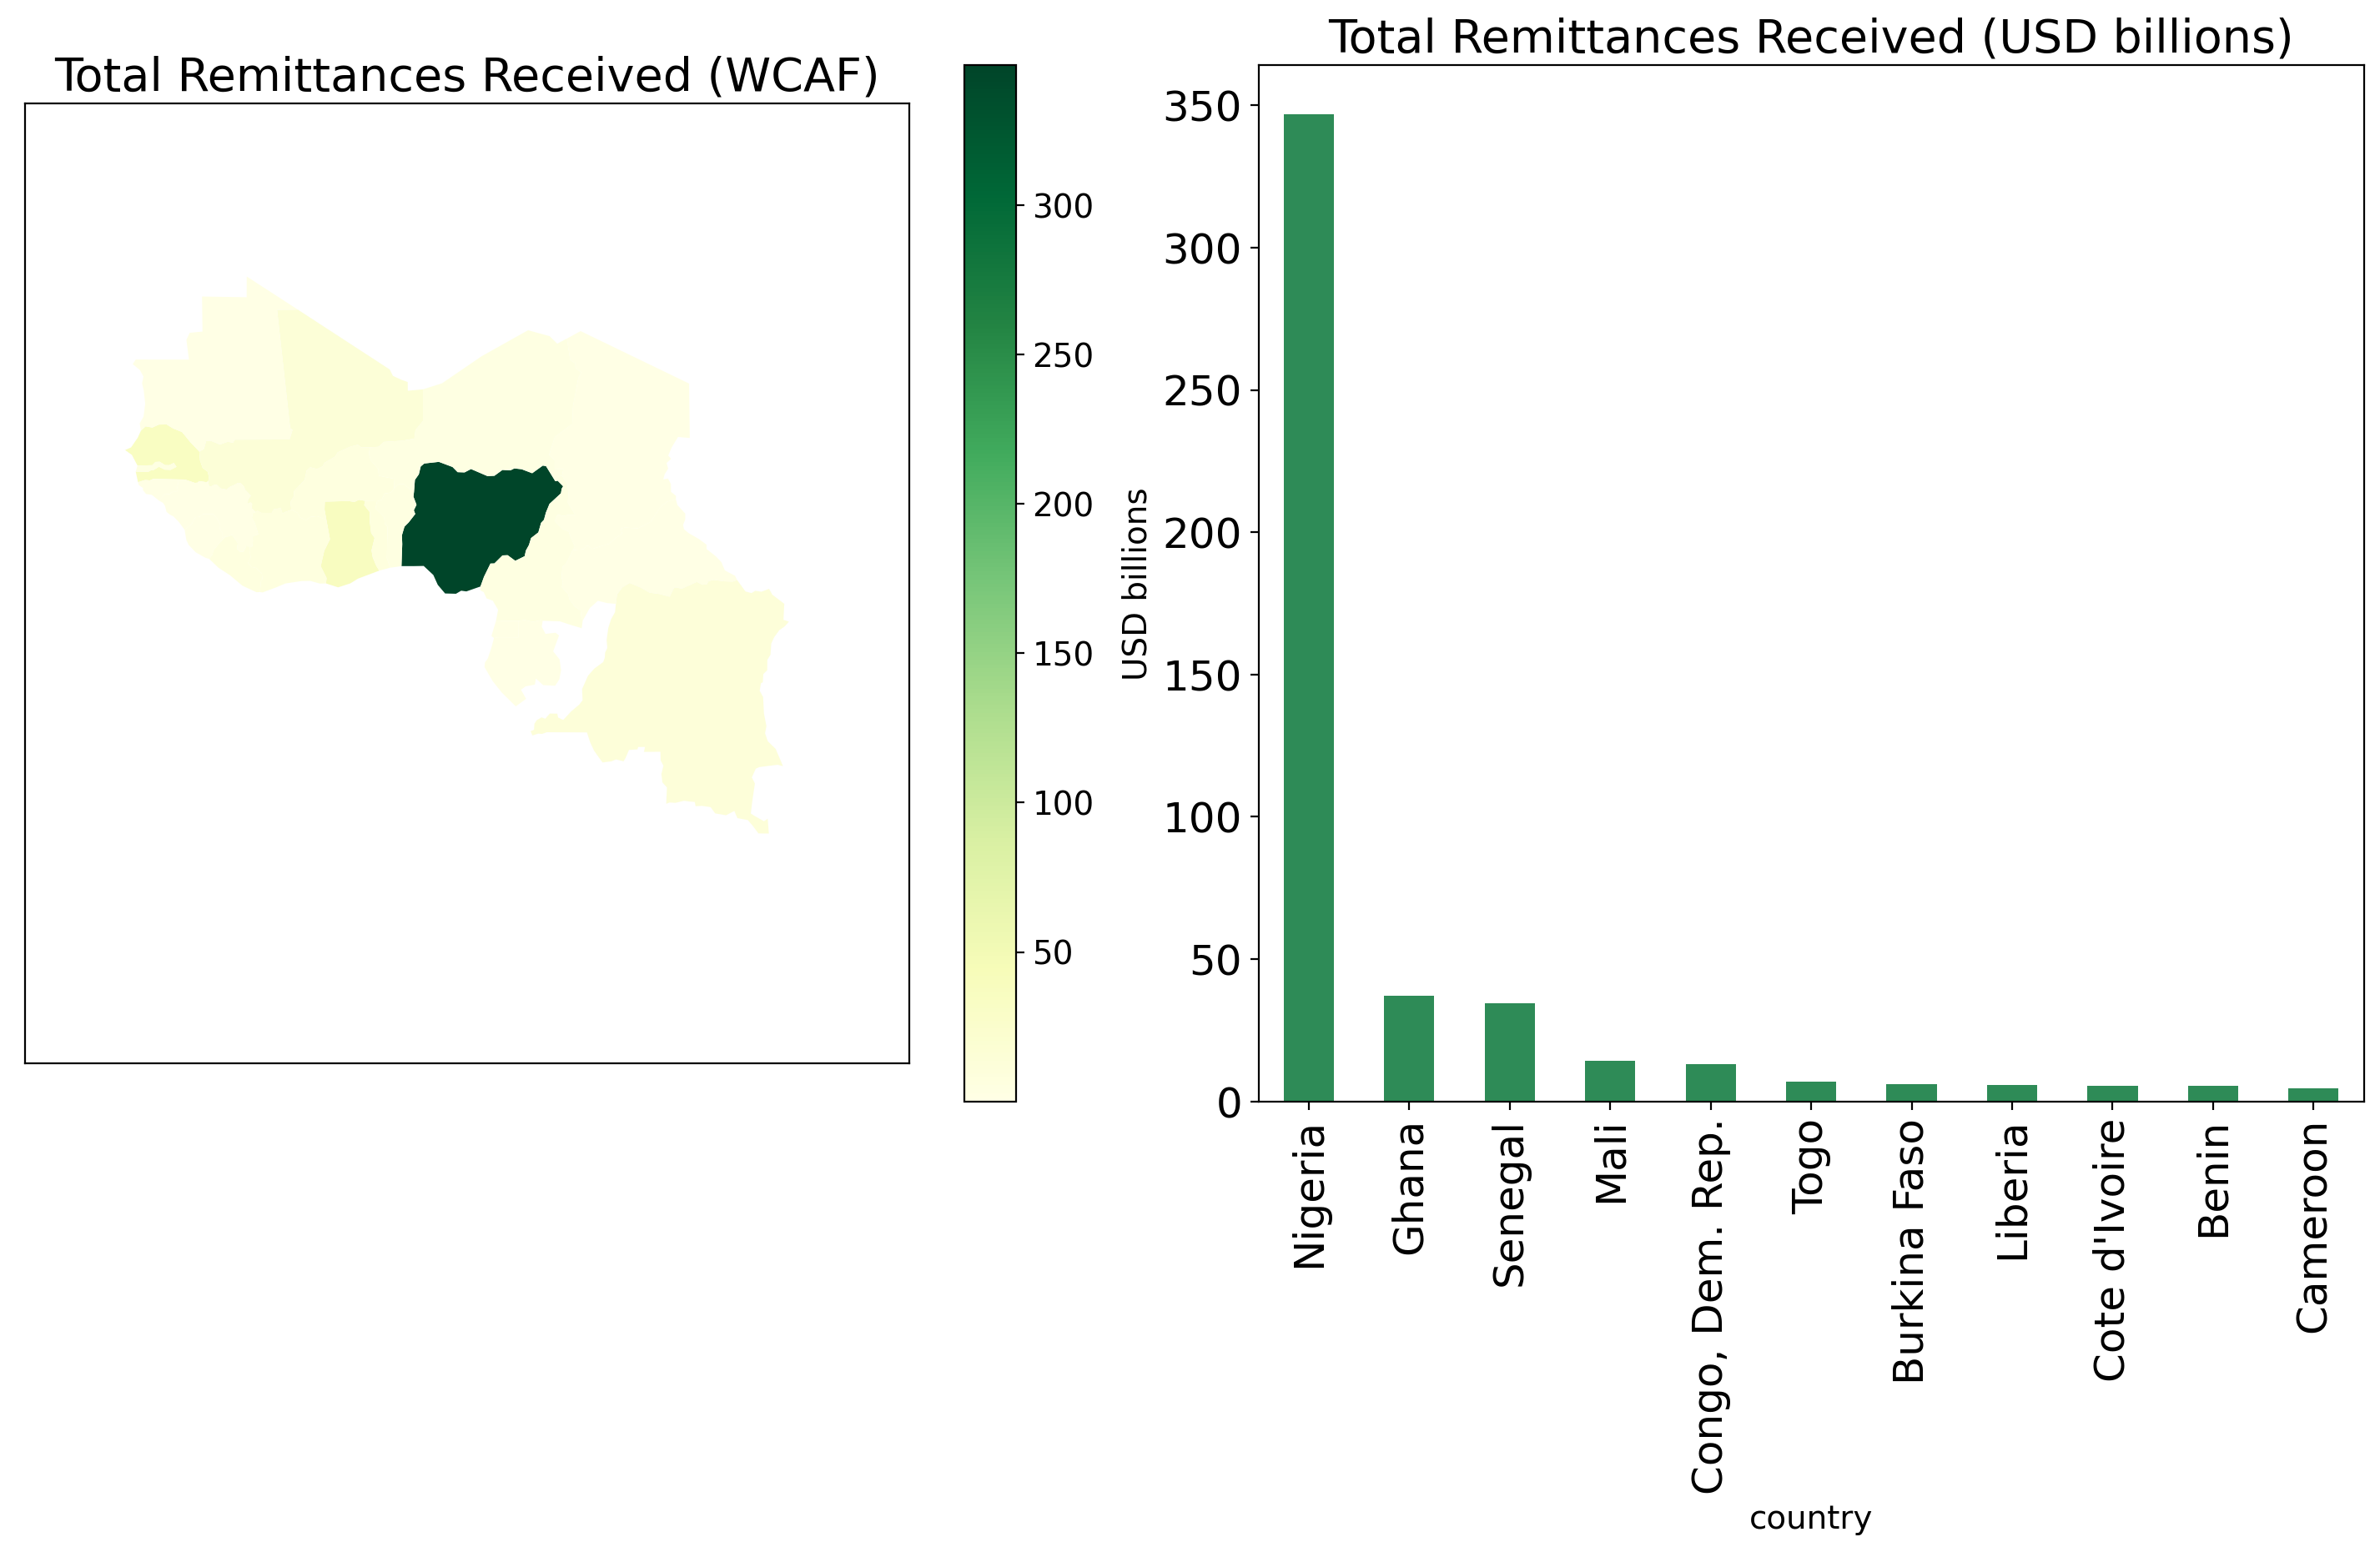 Total Remittances Received (WCAF)
300
250
200
150
100
50
USD billions
Total Remittances Received (USD billions)
350
300
250
200
150
100
50
0
Nigeria
Ghana
Senegal
Mali
Congo, Dem. Rep.
Togo
Burkina Faso
Liberia
Cote d'Ivoire
Benin
Cameroon
country